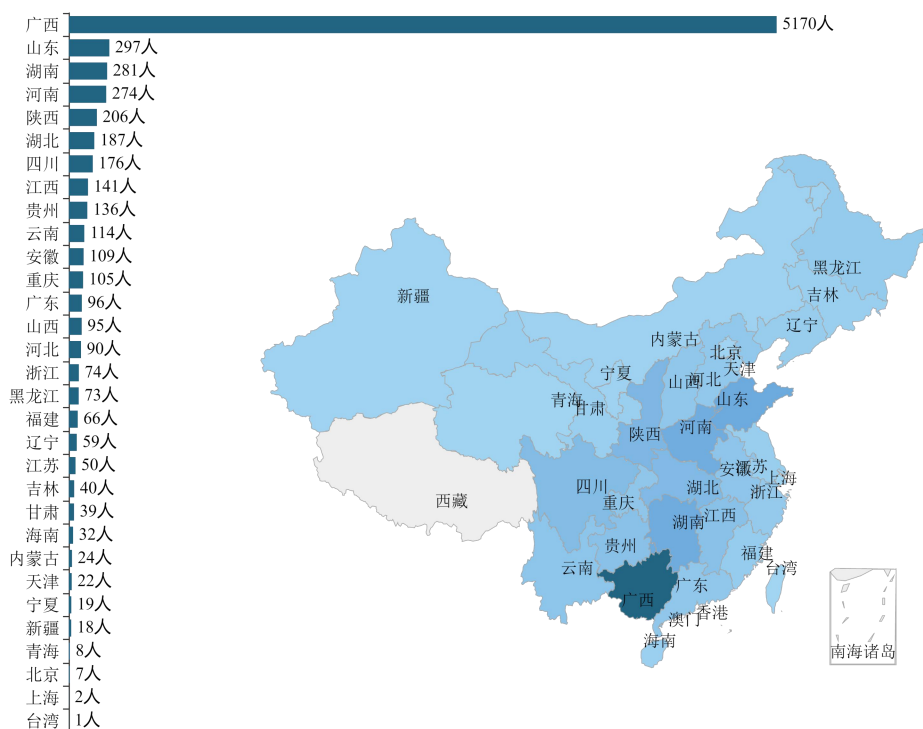 广西 5170人
山东 297人
湖南 281人
河南 274人
陕西 206人
湖北 187人
四川 176人
江西 141人
贵州 136人
云南 114人
安徽 109人
重庆 105人
广东 96人
山西 95人
河北 90人
浙江 74人
黑龙江 73人
福建 66人
辽宁 59人
江苏 50人
吉林 40人
甘肃 39人
海南 32人
内蒙古 24人
天津 22人
宁夏 19人
新疆 18人
青海 8人
北京 7人
上海 2人
台湾 1人
黑龙江
新疆
吉林
辽宁
内蒙古
北京
天津
宁夏
山西
河北
青海
甘肃
山东
陕西
河南
安徽
江苏
上海
四川
湖北
浙江
西藏
重庆
湖南
江西
贵州
福建
云南
台湾
广东
广西
澳门
香港
海南
南海诸岛